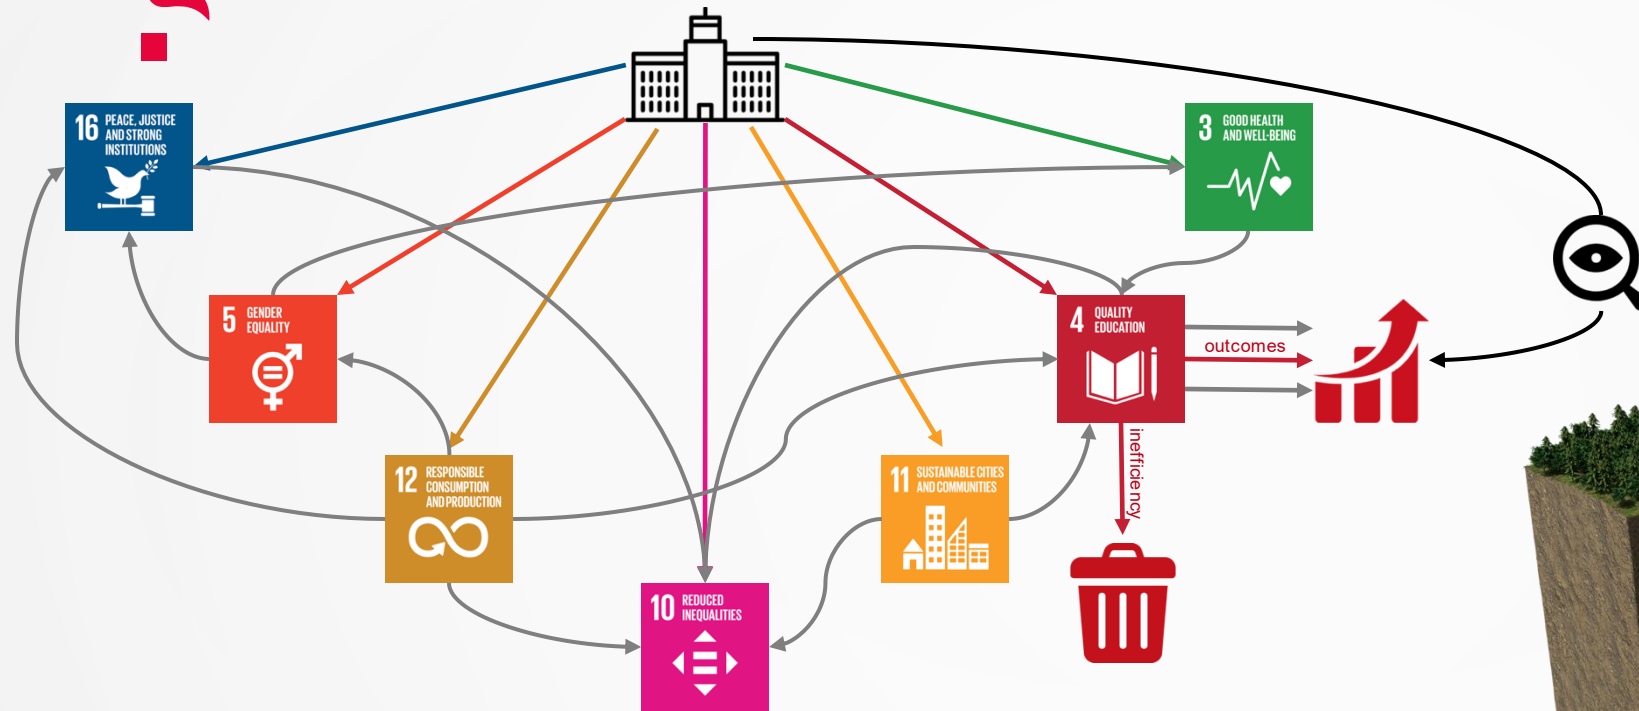 16 PEACE, JUSTICE
AND STRONG
INSTITUTIONS
3 GOOD HEALTH
AND WELL-BEING
5 GENDER
EQUALITY
4 QUALITY
EDUCATION
outcomes
inefficiency
12 RESPONSIBLE
CONSUMPTION
AND PRODUCTION
11 SUSTAINABLE CITIES
AND COMMUNITIES
10 REDUCED
INEQUALITIES